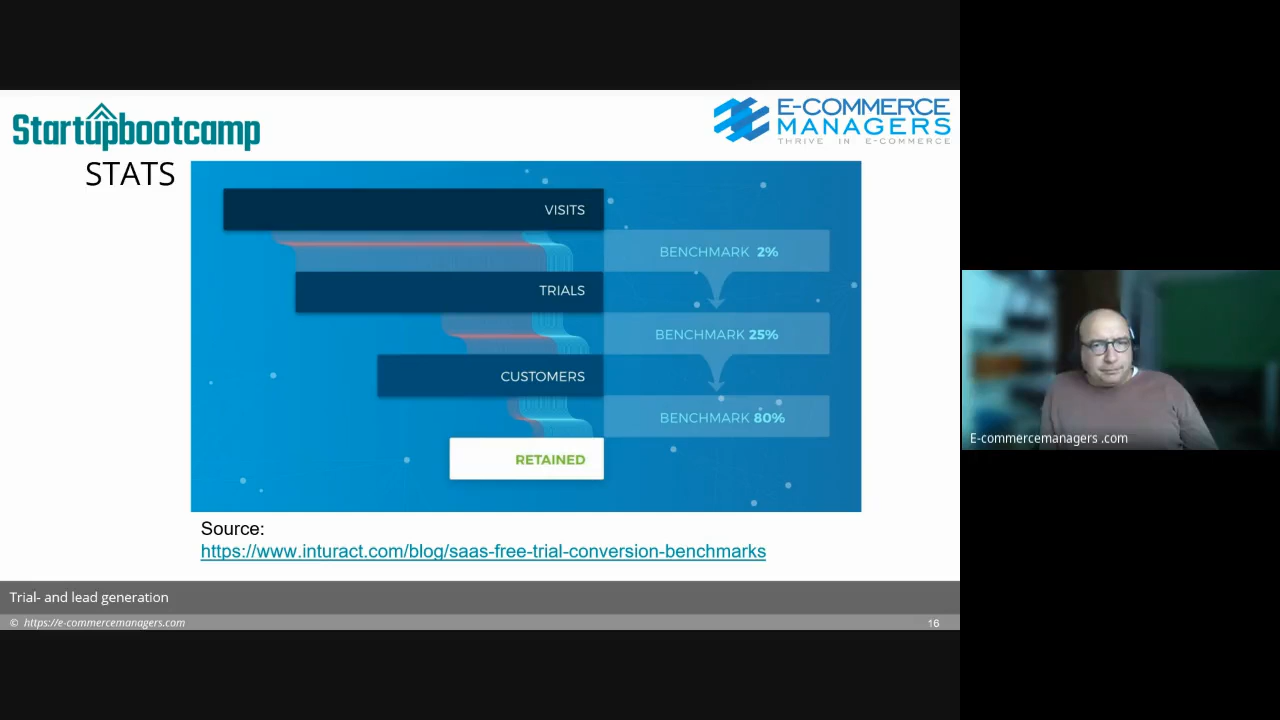 Startupbootcamp
E-COMMERCE
MANAGERS
THRIVE IN E-COMMERCE
STATS
VISITS
BENCHMARK 2%
TRIALS
BENCHMARK 25%
CUSTOMERS
BENCHMARK 80%
RETAINED
Source:
https://www.inturact.com/blog/saas-free-trial-conversion-benchmarks
E-commercemanagers .com
Trial- and lead generation
© https://e-commercemanagers.com
16